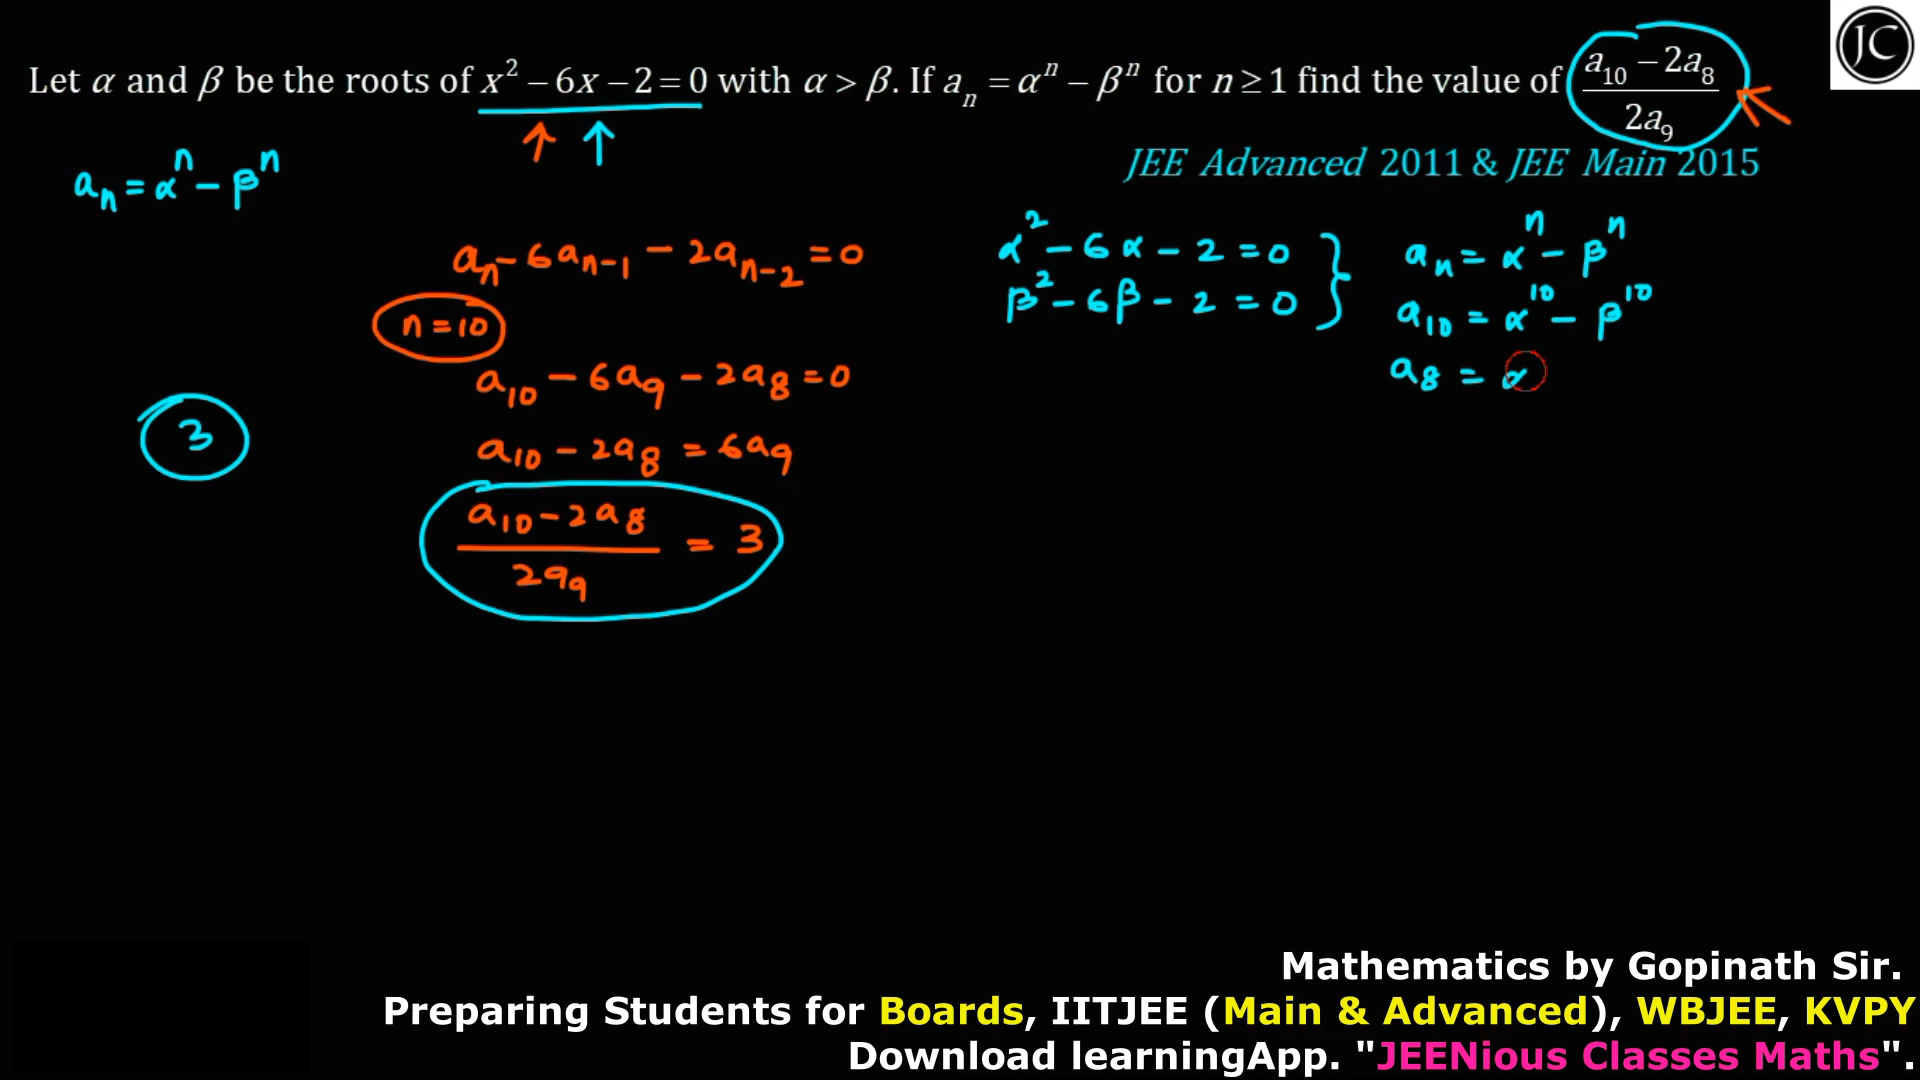 JC
Let α and β be the roots of x² − 6x − 2 = 0 with α > β. If aₙ = αⁿ − βⁿ for n ≥ 1 find the value of (a₁₀ − 2a₈)/(2a₉)
JEE Advanced 2011 & JEE Main 2015
aₙ = αⁿ − βⁿ
aₙ − 6aₙ₋₁ − 2aₙ₋₂ = 0
n = 10
a₁₀ − 6a₉ − 2a₈ = 0
3
a₁₀ − 2a₈ = 6a₉
(a₁₀ − 2a₈)/(2a₉) = 3
α² − 6α − 2 = 0
β² − 6β − 2 = 0
aₙ = αⁿ − βⁿ
a₁₀ = α¹⁰ − β¹⁰
a₈ = α
Mathematics by Gopinath Sir.
Preparing Students for Boards, IITJEE (Main & Advanced), WBJEE, KVPY
Download learningApp. "JEENious Classes Maths".